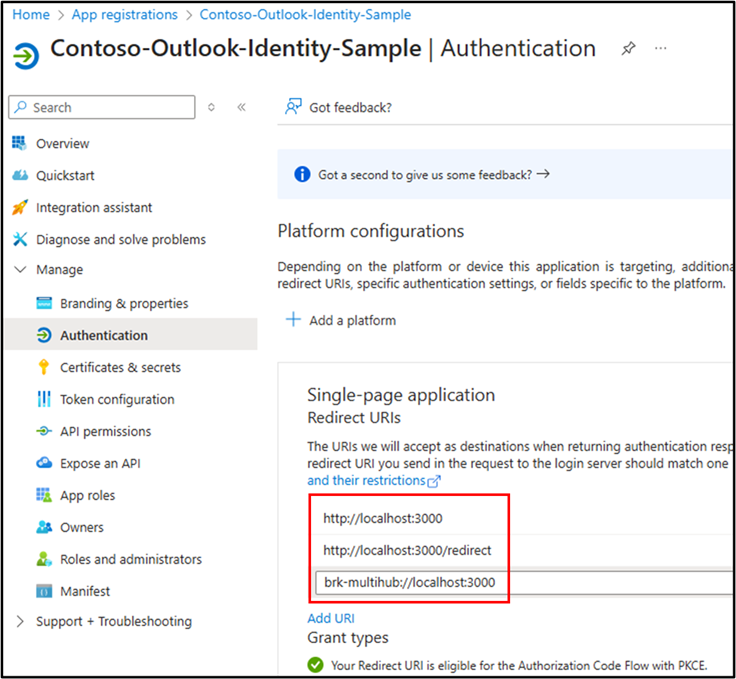 Home > App registrations > Contoso-Outlook-Identity-Sample
Contoso-Outlook-Identity-Sample | Authentication
Search
Got feedback?
Overview
Quickstart
Integration assistant
Diagnose and solve problems
Manage
Branding & properties
Authentication
Certificates & secrets
Token configuration
API permissions
Expose an API
App roles
Owners
Roles and administrators
Manifest
Support + Troubleshooting
Got a second to give us some feedback?
Platform configurations
Depending on the platform or device this application is targeting, additiona
redirect URIs, specific authentication settings, or fields specific to the platform.
Add a platform
Single-page application
Redirect URIs
The URIs we will accept as destinations when returning authentication resp
redirect URI you send in the request to the login server should match one
and their restrictions
http://localhost:3000
http://localhost:3000/redirect
brk-multihub://localhost:3000
Add URI
Grant types
Your Redirect URI is eligible for the Authorization Code Flow with PKCE.